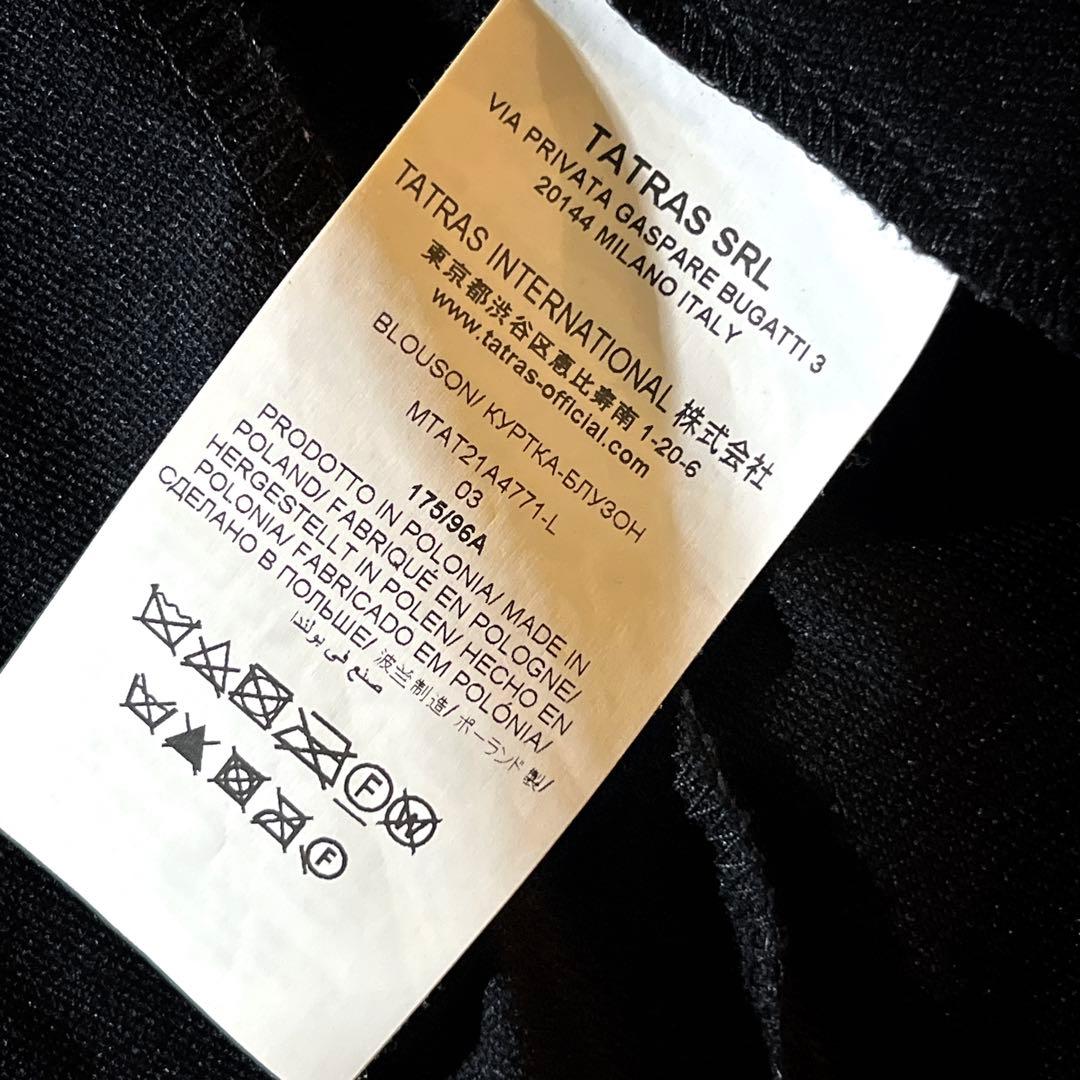 TATRAS SRL
VIA PRIVATA GASPARE BUGATTI 3
20144 MILANO ITALY
TATRAS INTERNATIONAL 株式会社
東京都渋谷区恵比寿南 1-20-6
www.tatras-official.com
BLOUSON/ КУРТКА-БЛУЗОН
MTAT21A4771-L
03
175/96A
PRODOTTO IN POLONIA/ MADE IN
POLAND/ FABRIQUÉ EN POLOGNE/
HERGESTELLT IN POLEN/ HECHO EN
POLONIA/ FABRICADO EM POLÓNIA/
СДЕЛАНО В ПОЛЬШЕ/ 波兰制造/ ポーランド製/
صنع في بولندا
F W
F